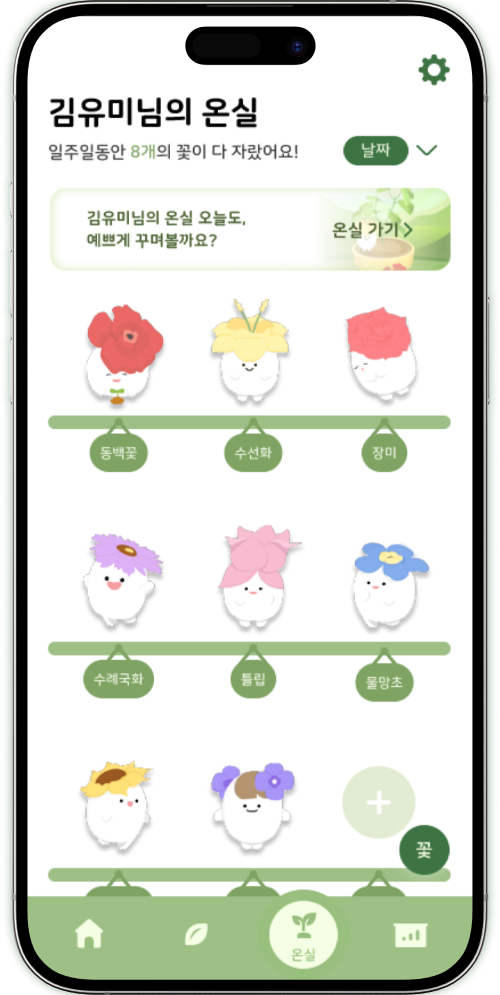 김유미님의 온실
일주일동안 8개의 꽃이 다 자랐어요!
날짜
김유미님의 온실 오늘도,
예쁘게 꾸며볼까요?
온실 가기
동백꽃
수선화
장미
수레국화
튤립
물망초
꽃
온실